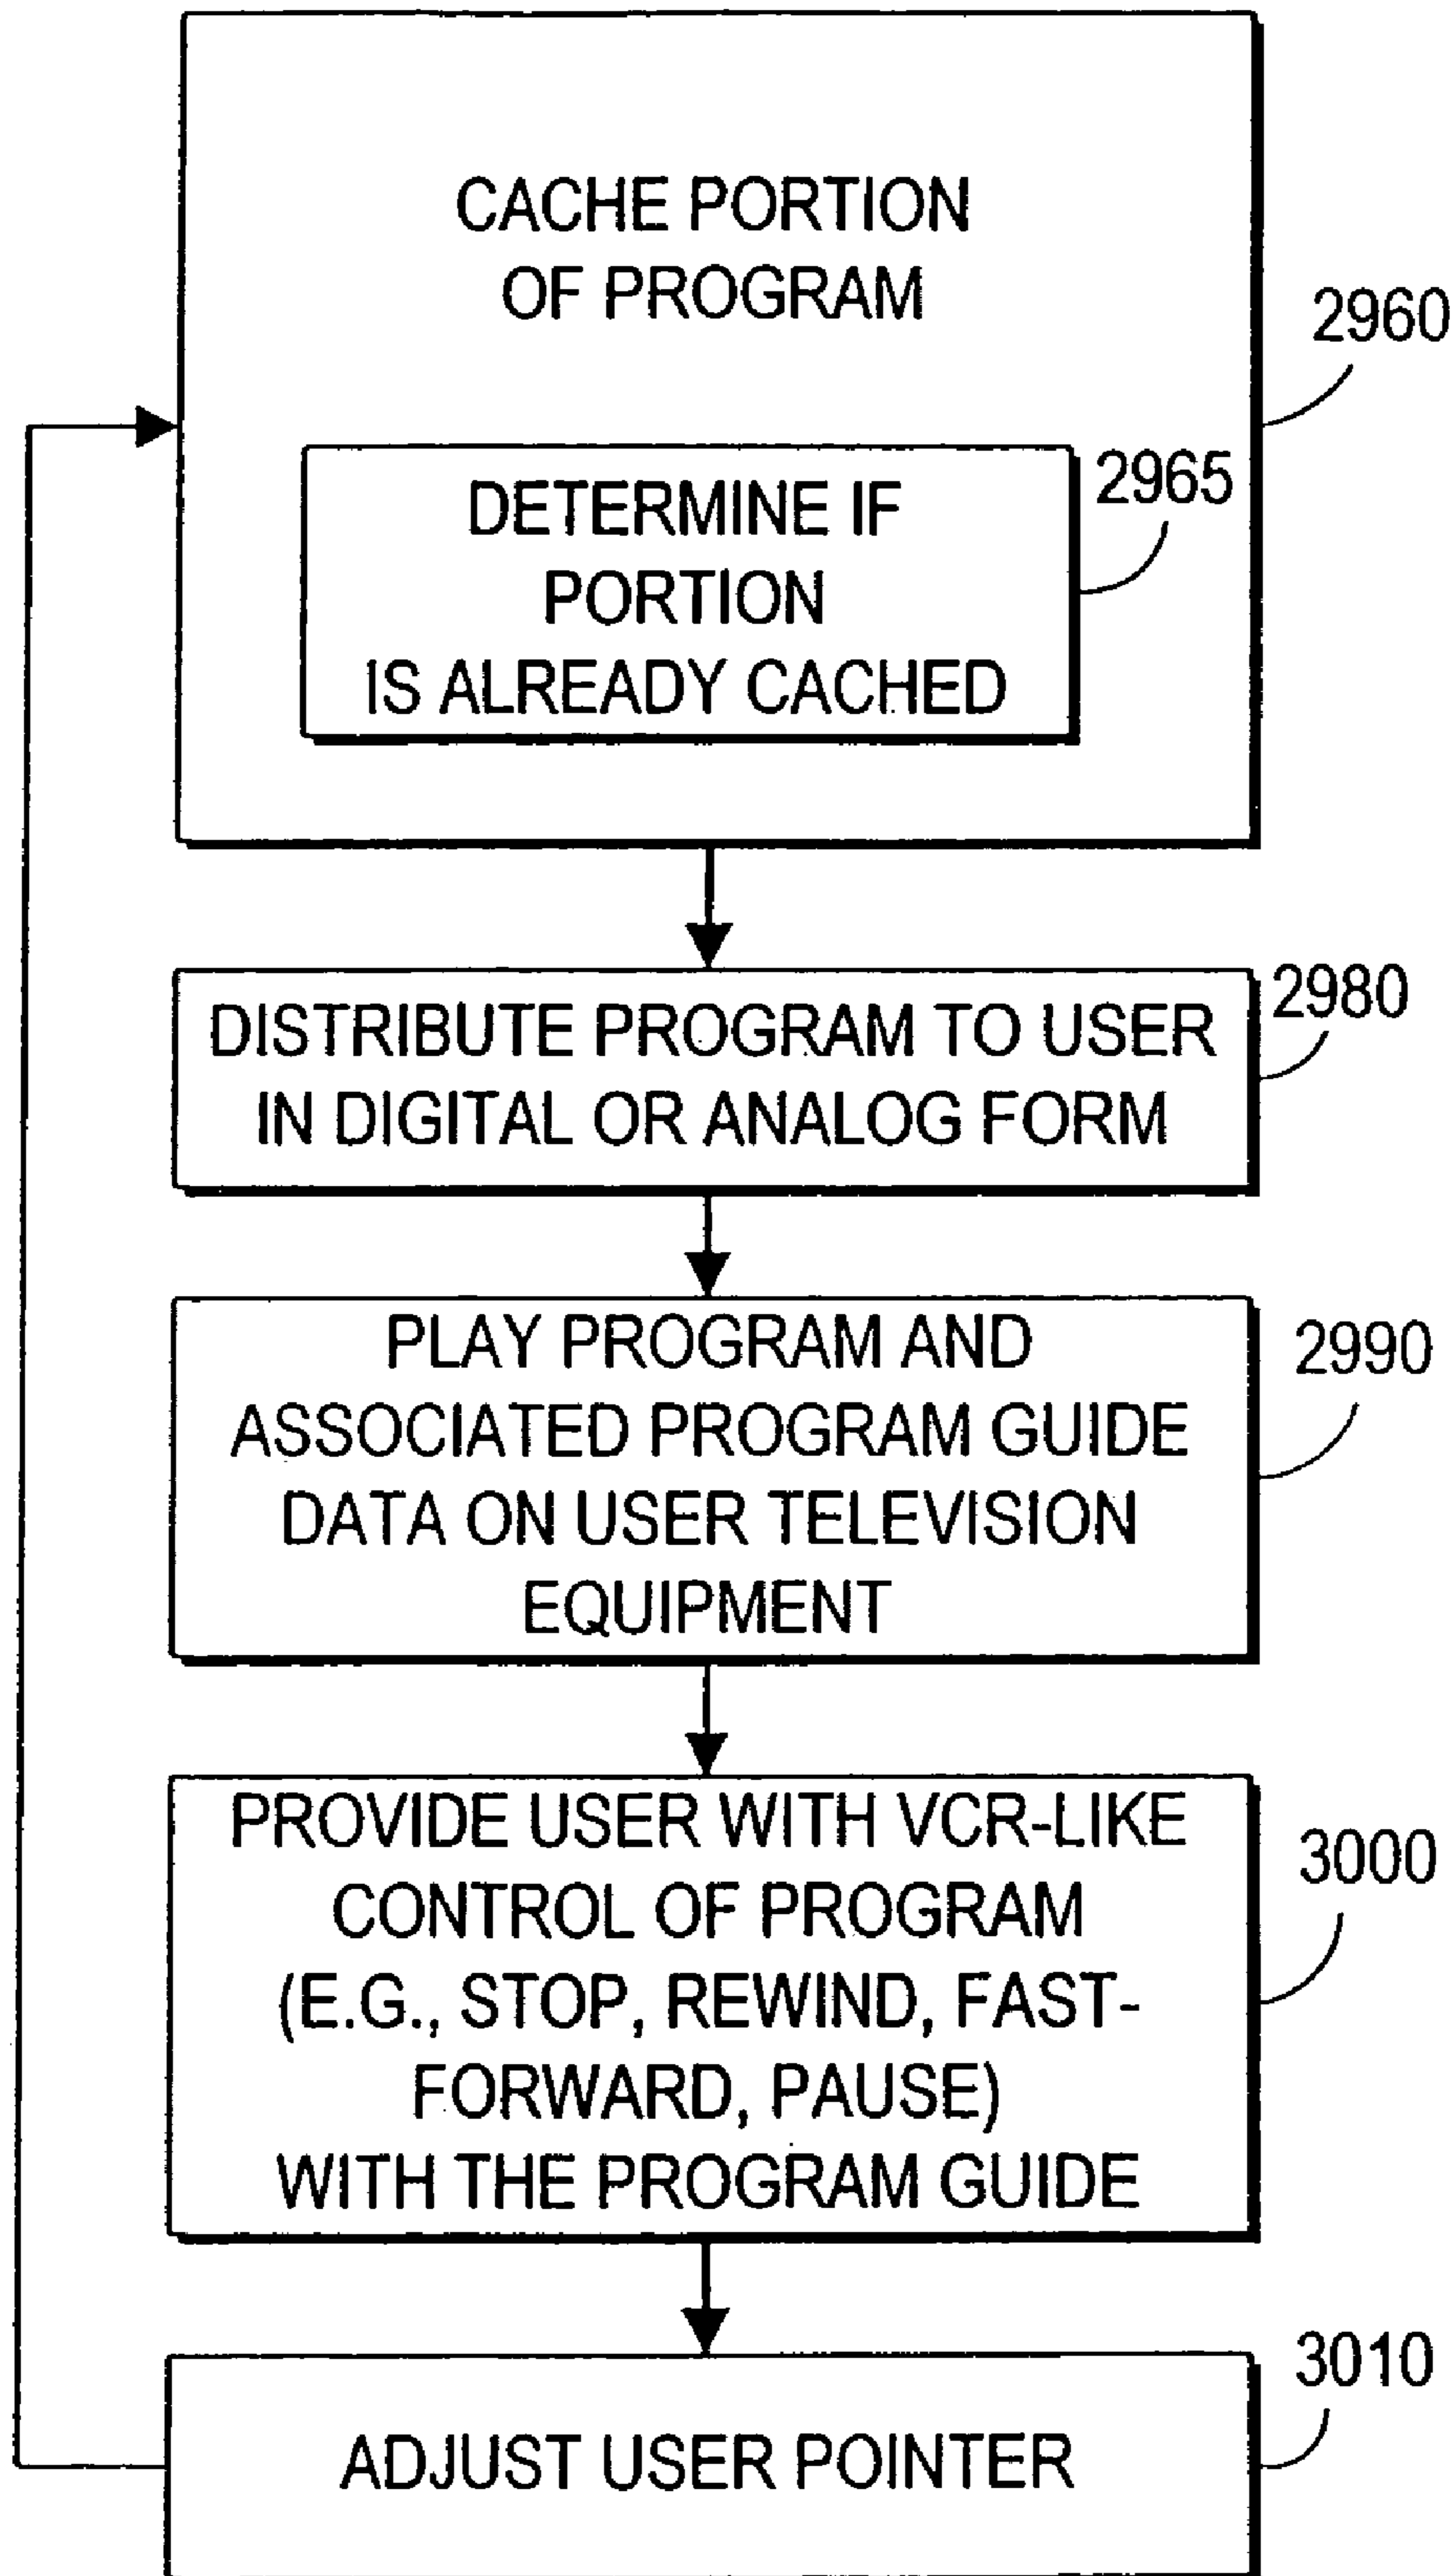 CACHE PORTION
OF PROGRAM
2960
DETERMINE IF
PORTION
IS ALREADY CACHED
2965
DISTRIBUTE PROGRAM TO USER
IN DIGITAL OR ANALOG FORM
2980
PLAY PROGRAM AND
ASSOCIATED PROGRAM GUIDE
DATA ON USER TELEVISION
EQUIPMENT
2990
PROVIDE USER WITH VCR-LIKE
CONTROL OF PROGRAM
(E.G., STOP, REWIND, FAST-
FORWARD, PAUSE)
WITH THE PROGRAM GUIDE
3000
ADJUST USER POINTER
3010